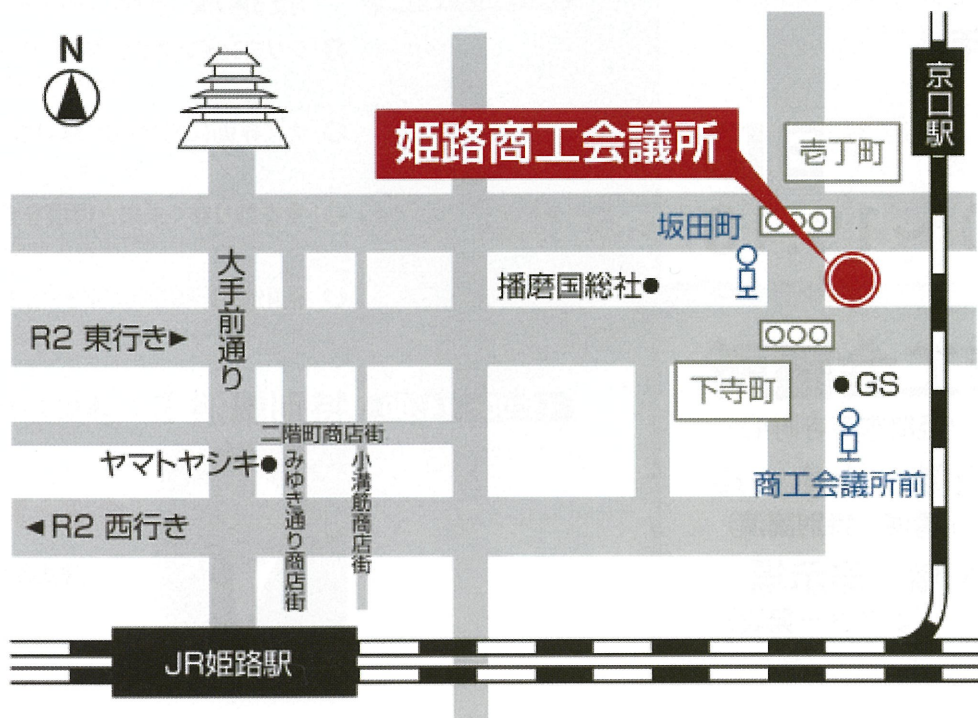 N
京口駅
姫路商工会議所
壱丁町
坂田町
播磨国総社
大手前通り
R2 東行き
下寺町
GS
二階町商店街
ヤマトヤシキ
みゆき通り商店街
小溝筋商店街
商工会議所前
R2 西行き
JR姫路駅